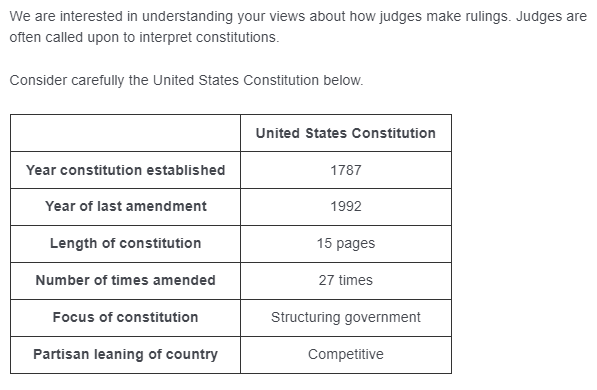 We are interested in understanding your views about how judges make rulings. Judges are
often called upon to interpret constitutions.
Consider carefully the United States Constitution below.
United States Constitution
Year constitution established 1787
Year of last amendment 1992
Length of constitution 15 pages
Number of times amended 27 times
Focus of constitution Structuring government
Partisan leaning of country Competitive